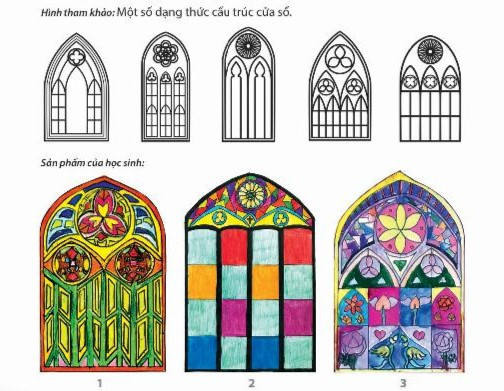 Hình tham khảo: Một số dạng thức cấu trúc cửa sổ.
Sản phẩm của học sinh:
1 2 3